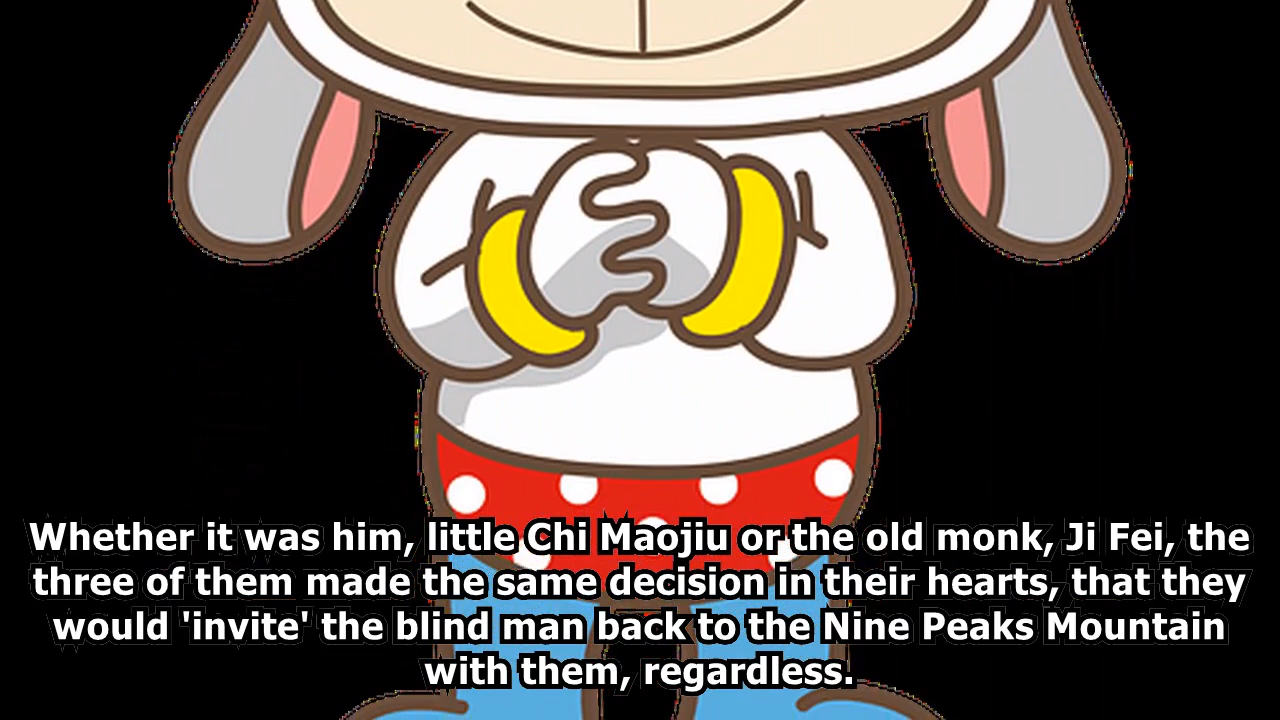 Whether it was him, little Chi Maojiu or the old monk, Ji Fei, the
three of them made the same decision in their hearts, that they
would 'invite' the blind man back to the Nine Peaks Mountain
with them, regardless.